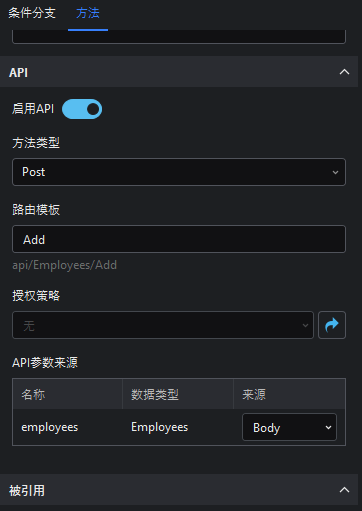 条件分支 方法
API
启用API
方法类型
Post
路由模板
Add
api/Employees/Add
授权策略
无
API参数来源
名称 数据类型 来源
employees Employees Body
被引用